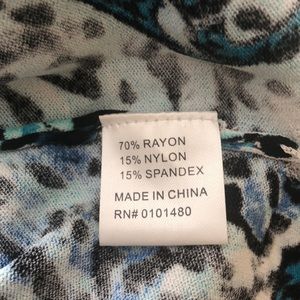 70% RAYON
15% NYLON
15% SPANDEX
MADE IN CHINA
RN# 0101480